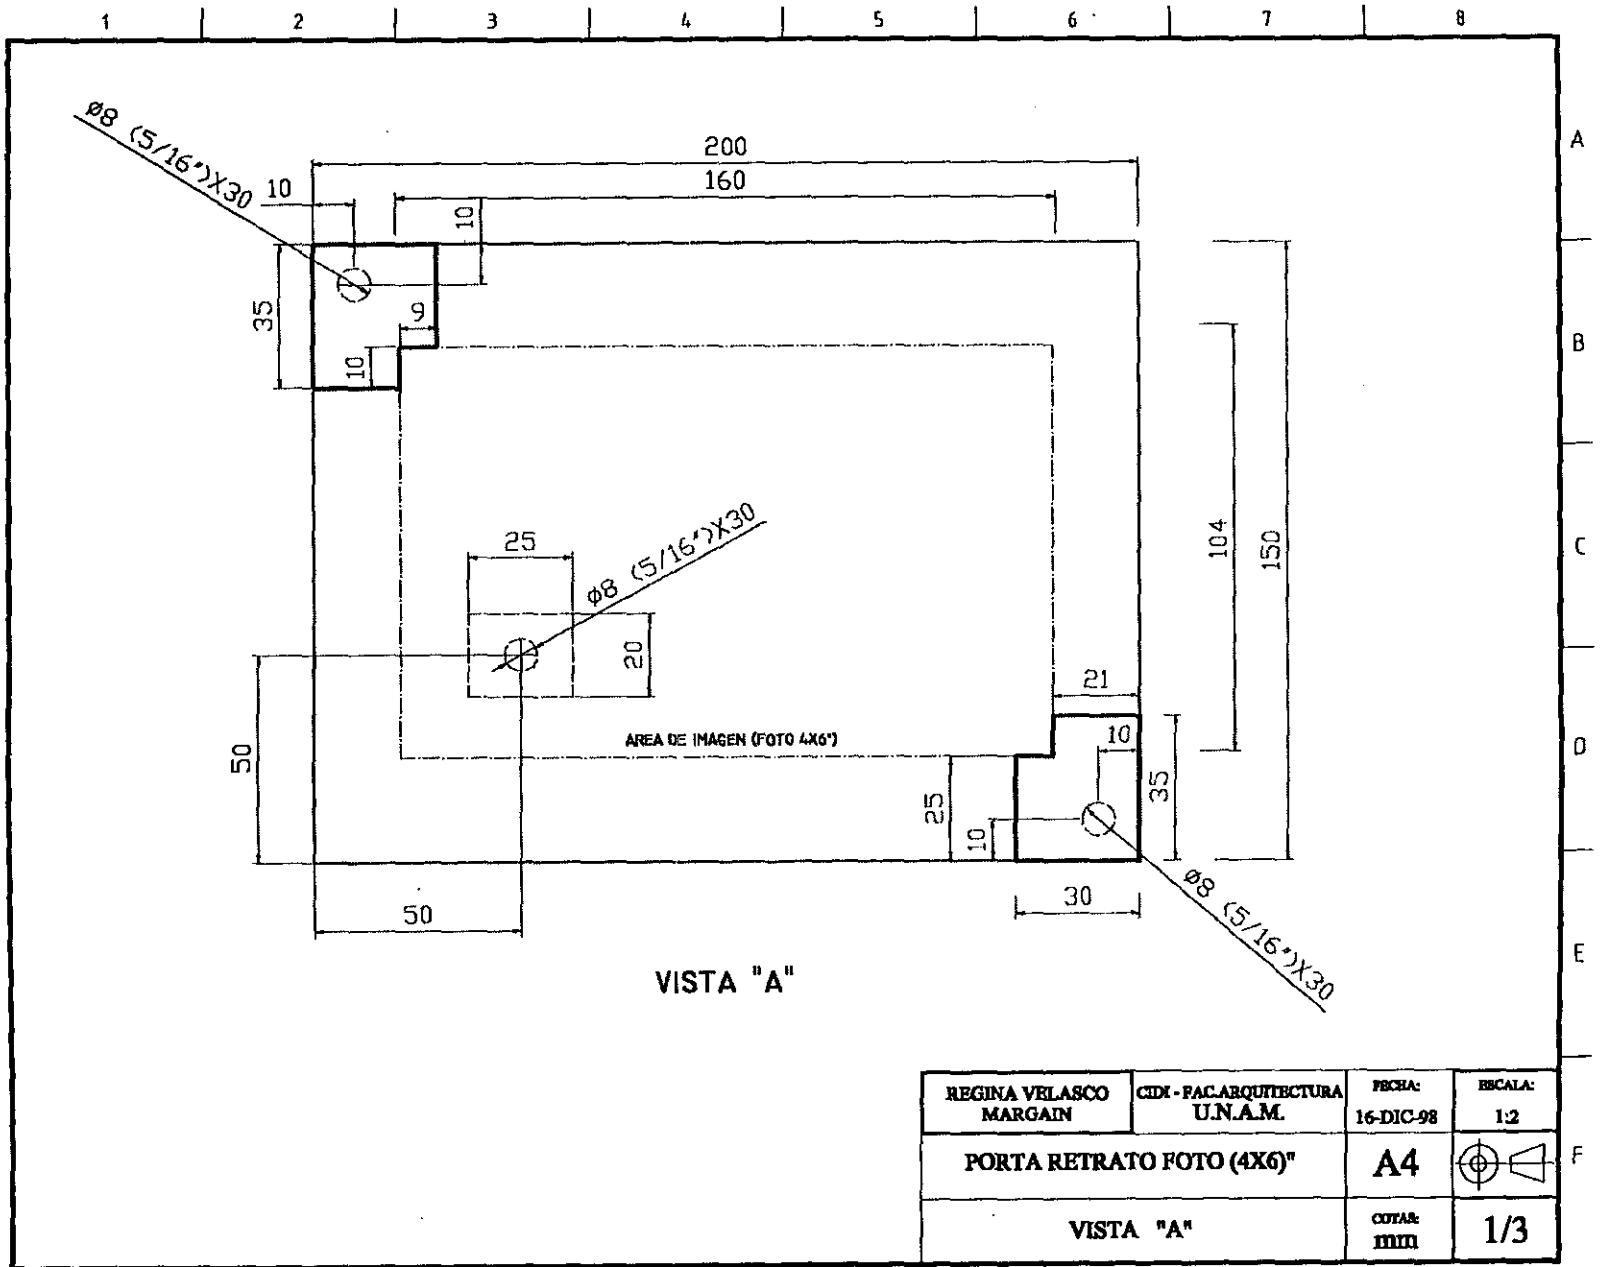 1 2 3 4 5 6 7 8
A
B
C
D
E
F
ø8 (5/16")X30
10
200
160
10
35
9
10
104
150
25
ø8 (5/16")X30
20
50
50
AREA DE IMAGEN (FOTO 4X6")
21
10
35
25
10
30
ø8 (5/16")X30
VISTA "A"
REGINA VELASCO
MARGAIN
CIDI - FAC.ARQUITECTURA
U.N.A.M.
FECHA:
16-DIC-98
ESCALA:
1:2
PORTA RETRATO FOTO (4X6)"
A4
VISTA "A"
COTAS:
mm
1/3